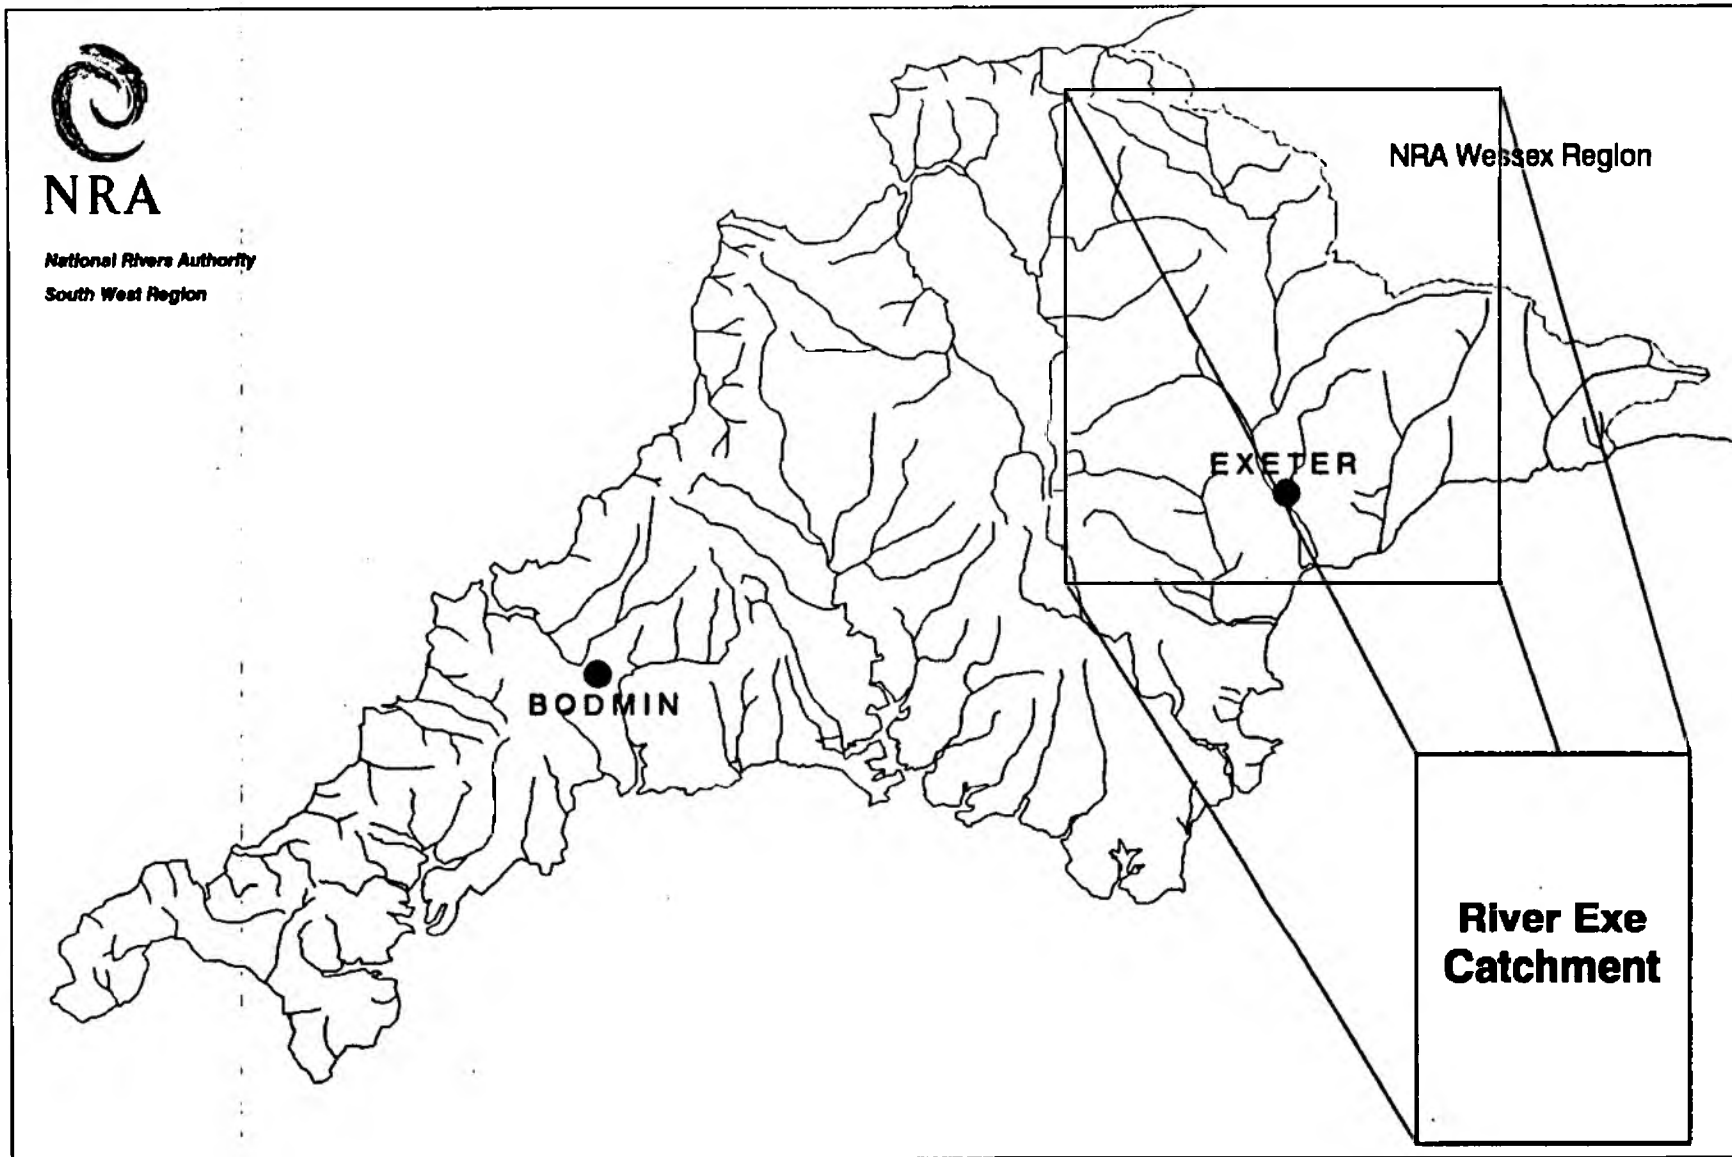 NRA
National Rivers Authority
South West Region
NRA Wessex Region
EXETER
BODMIN
River Exe
Catchment